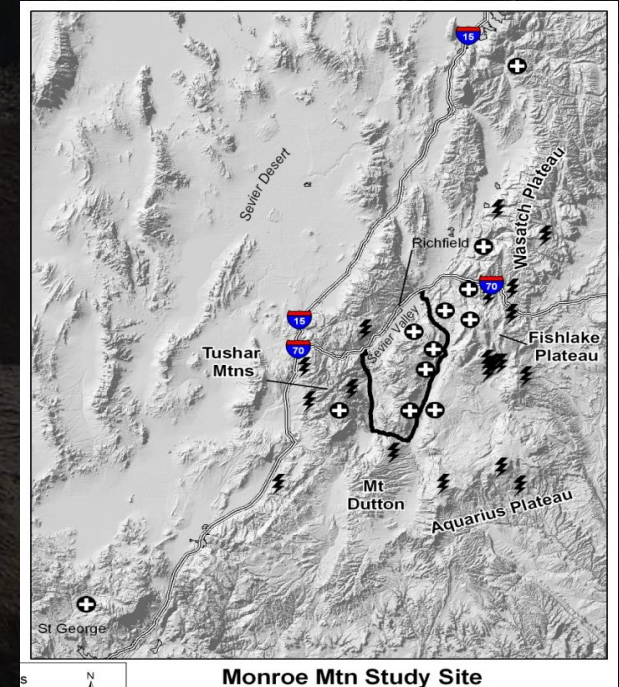 15
Sevier Desert
Wasatch Plateau
Richfield
70
15
70
Sevier Valley
Tushar
Mtns
Fishlake
Plateau
Mt
Dutton
Aquarius Plateau
St George
s
N
Monroe Mtn Study Site